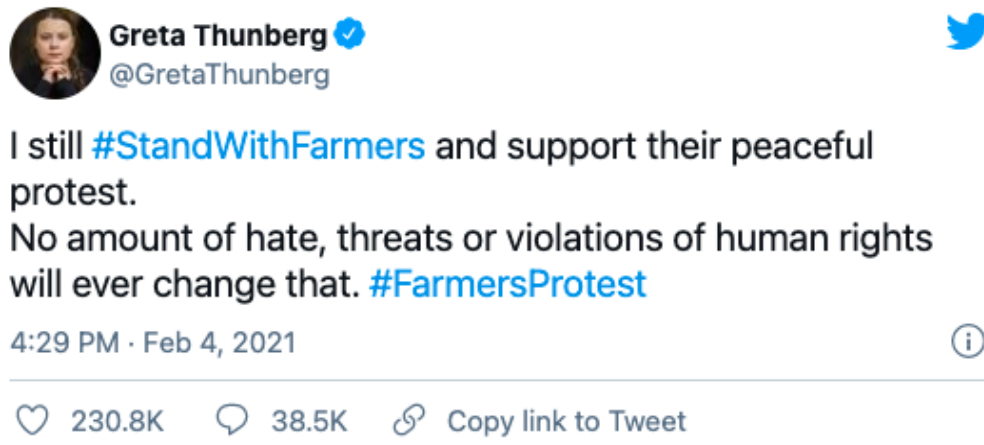 Greta Thunberg
@GretaThunberg
I still #StandWithFarmers and support their peaceful
protest.
No amount of hate, threats or violations of human rights
will ever change that. #FarmersProtest
4:29 PM · Feb 4, 2021
230.8K 38.5K Copy link to Tweet